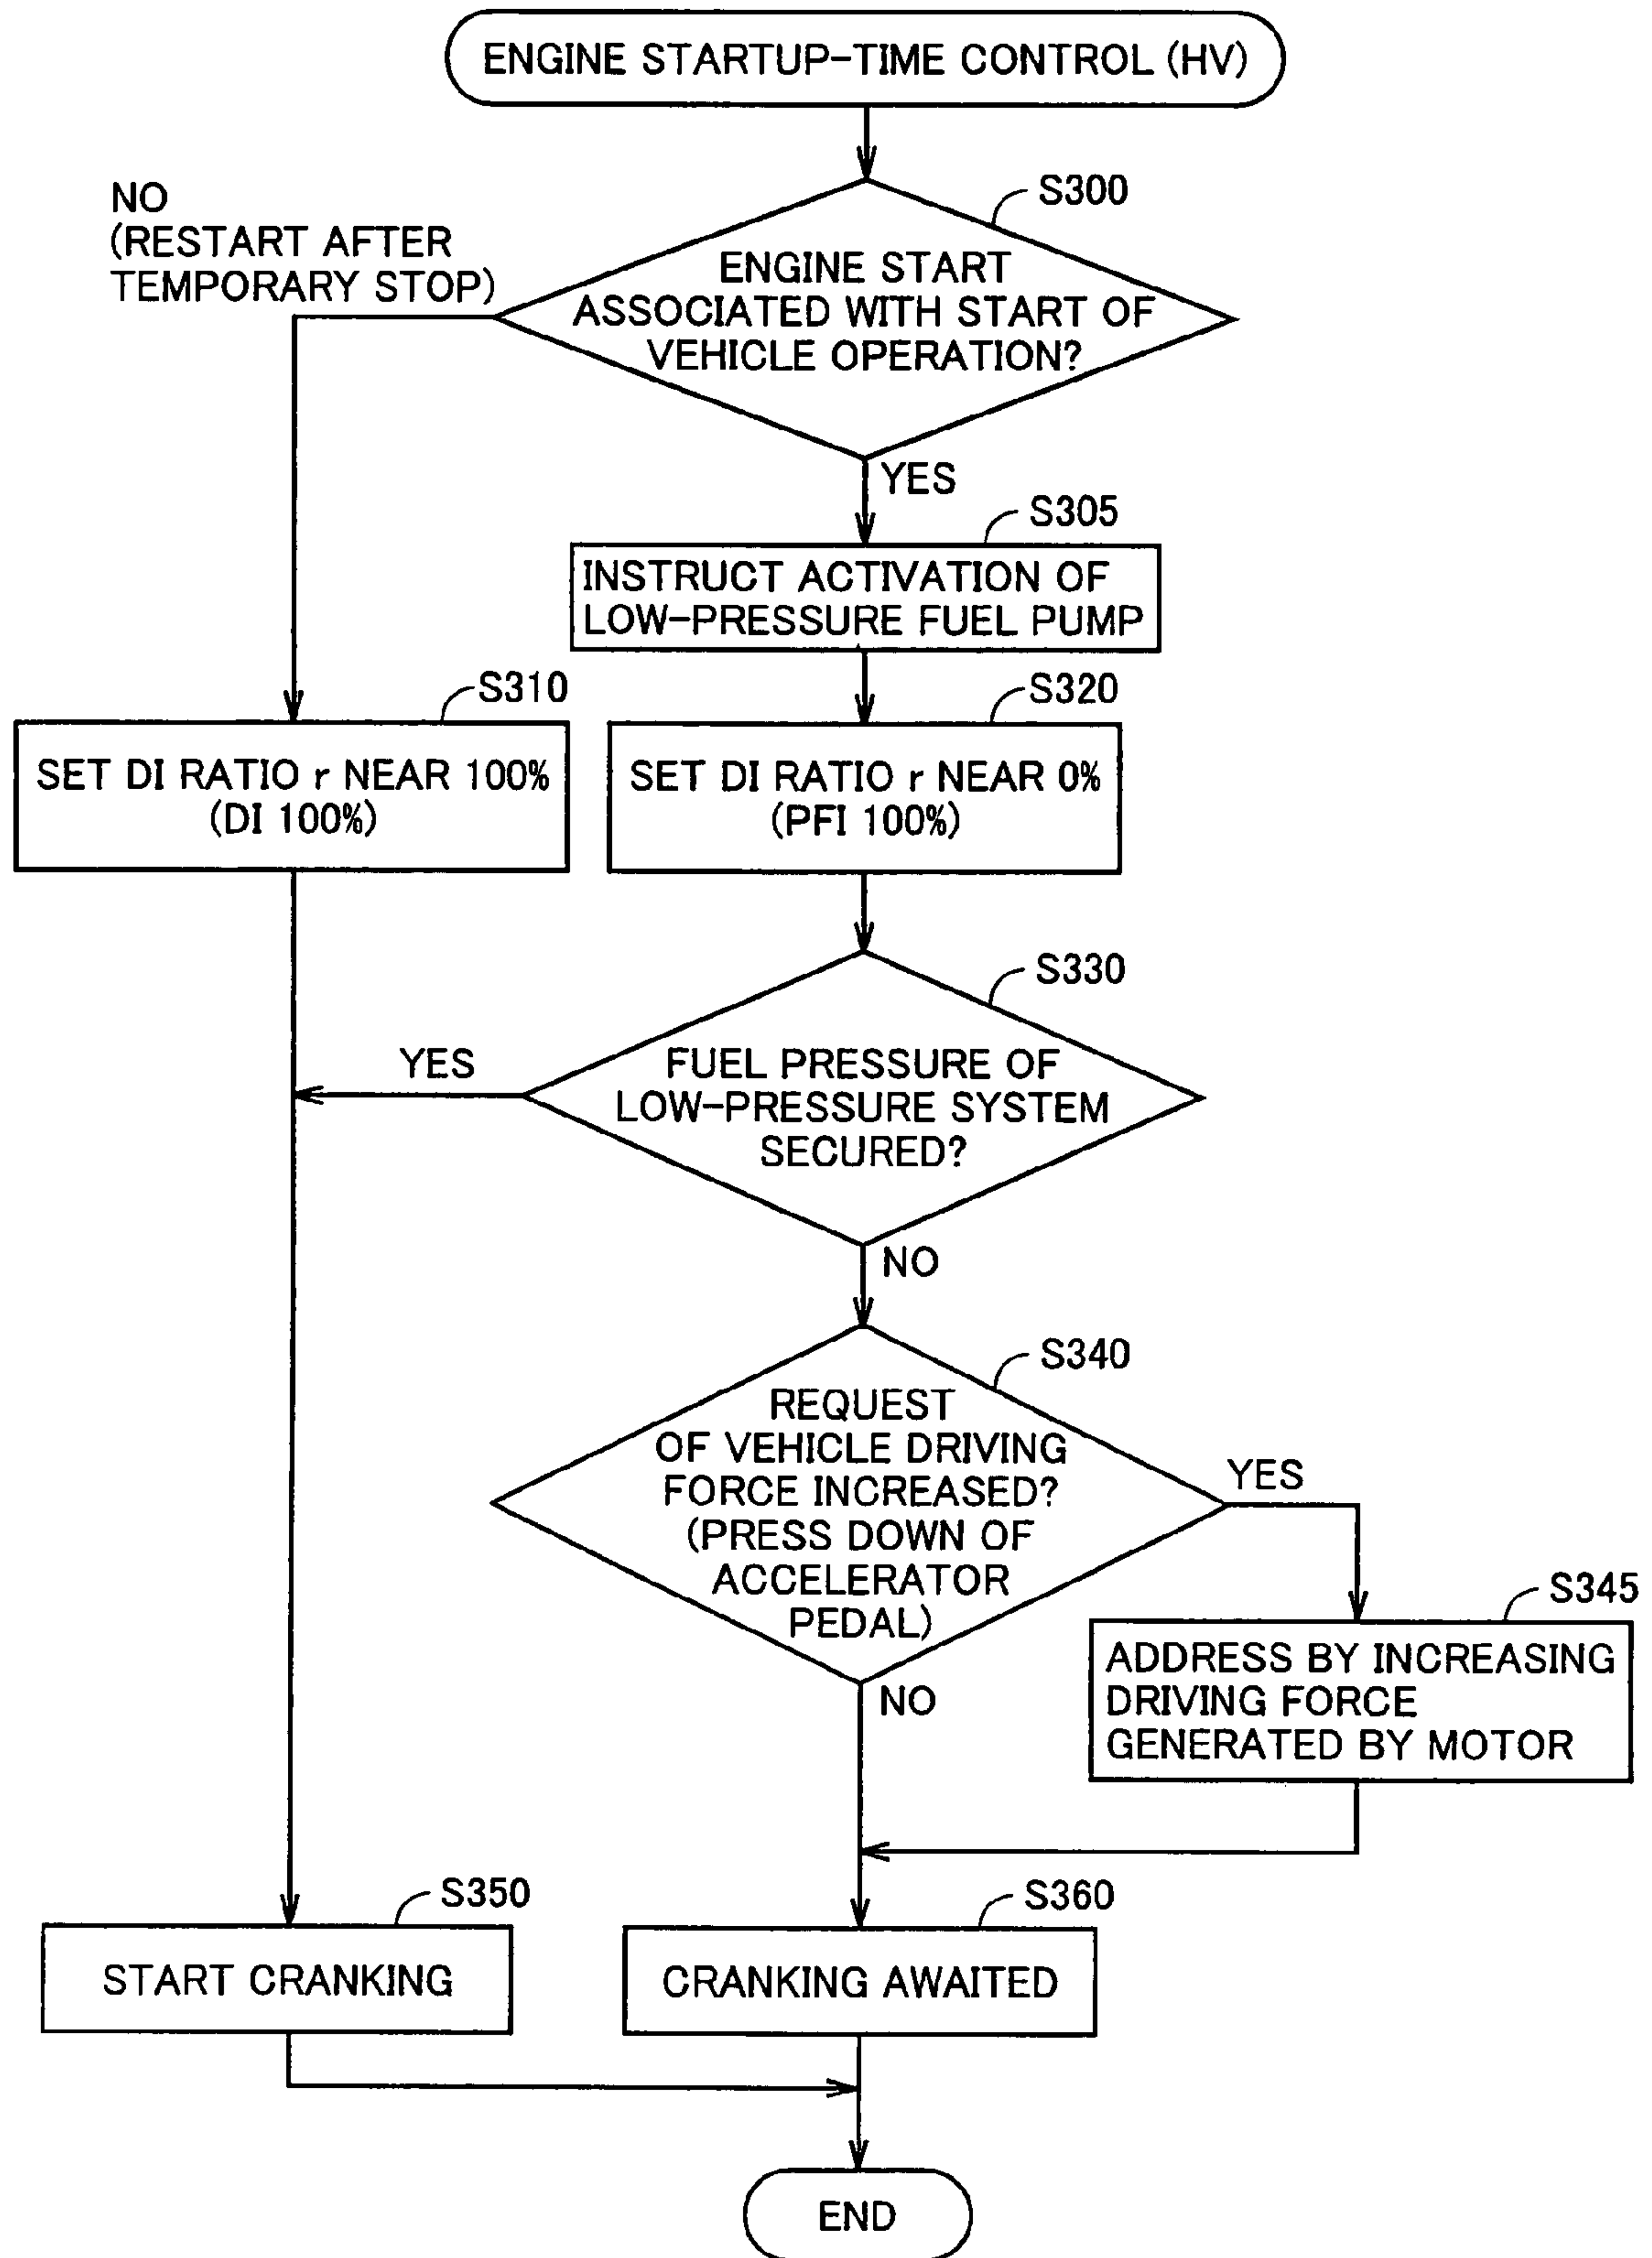 ENGINE STARTUP-TIME CONTROL (HV)
S300
NO
(RESTART AFTER
TEMPORARY STOP)
ENGINE START
ASSOCIATED WITH START OF
VEHICLE OPERATION?
YES
S305
INSTRUCT ACTIVATION OF
LOW-PRESSURE FUEL PUMP
S310
SET DI RATIO r NEAR 100%
(DI 100%)
S320
SET DI RATIO r NEAR 0%
(PFI 100%)
S330
YES
FUEL PRESSURE OF
LOW-PRESSURE SYSTEM
SECURED?
NO
S340
REQUEST
OF VEHICLE DRIVING
FORCE INCREASED?
(PRESS DOWN OF
ACCELERATOR
PEDAL)
YES
NO
S345
ADDRESS BY INCREASING
DRIVING FORCE
GENERATED BY MOTOR
S350
START CRANKING
S360
CRANKING AWAITED
END